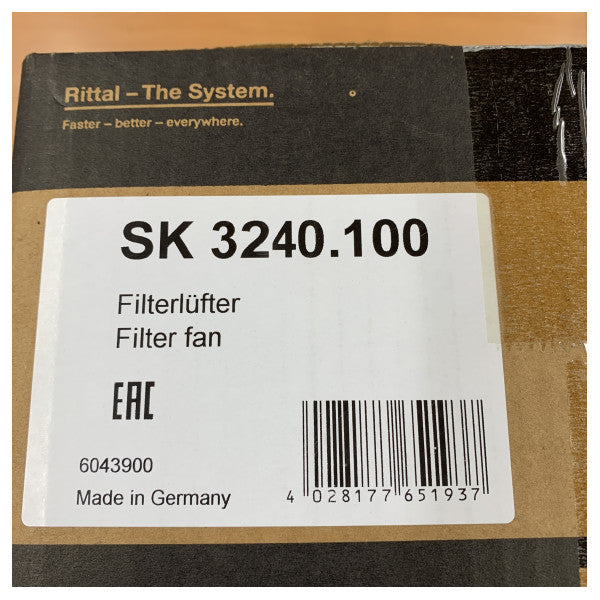 Rittal – The System.
Faster – better – everywhere.
SK 3240.100
Filterlüfter
Filter fan
EAC
6043900
Made in Germany
4 028177 651937